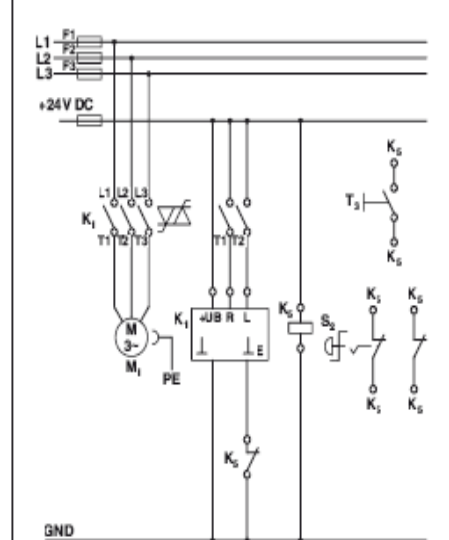 L1 F1
L2 F2
L3 F3
+24V DC
K5
L1 L2 L3
T3
K1
T1 T2 T3
T1 T2
K5
K1 +UB R L
K5
S2
K5 K5
M
3~
E
M1
PE
K5 K5
K5
GND